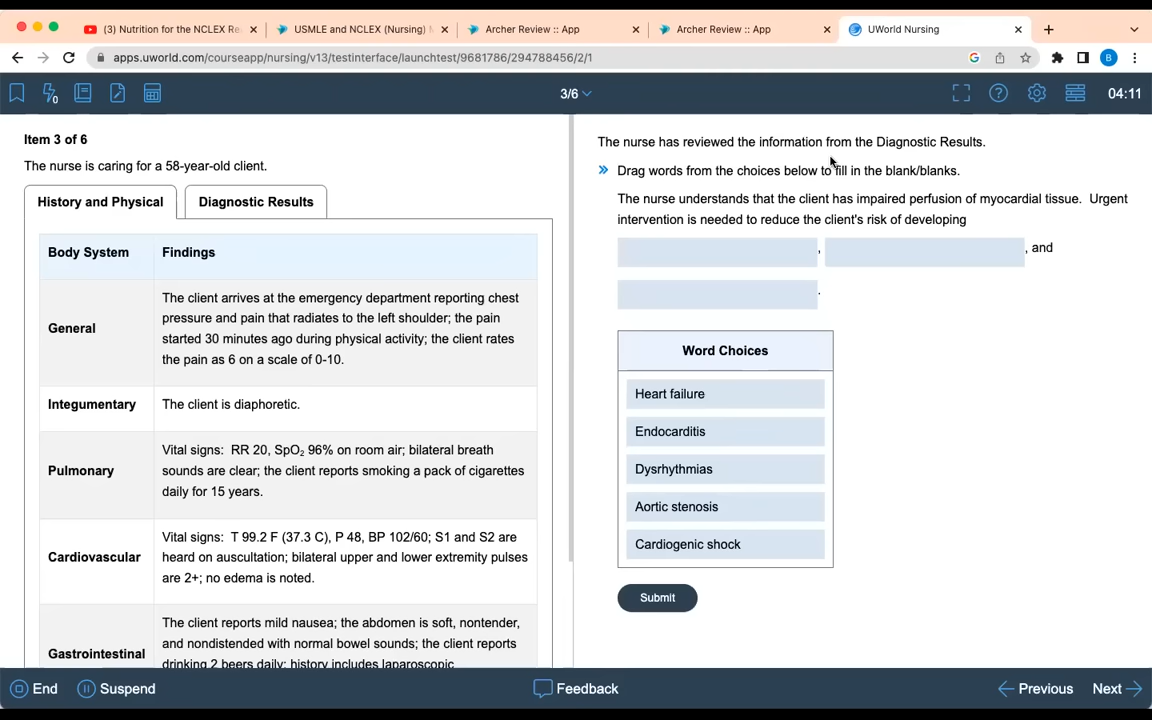 (3) Nutrition for the NCLEX Re
USMLE and NCLEX (Nursing)
Archer Review :: App
Archer Review :: App
UWorld Nursing
apps.uworld.com/courseapp/nursing/v13/testinterface/launchtest/9681786/294788456/2/1
B
0
3/6
04:11
Item 3 of 6
The nurse is caring for a 58-year-old client.
History and Physical
Diagnostic Results
Body System Findings
General
The client arrives at the emergency department reporting chest
pressure and pain that radiates to the left shoulder; the pain
started 30 minutes ago during physical activity; the client rates
the pain as 6 on a scale of 0-10.
Integumentary The client is diaphoretic.
Pulmonary
Vital signs: RR 20, SpO₂ 96% on room air; bilateral breath
sounds are clear; the client reports smoking a pack of cigarettes
daily for 15 years.
Cardiovascular
Vital signs: T 99.2 F (37.3 C), P 48, BP 102/60; S1 and S2 are
heard on auscultation; bilateral upper and lower extremity pulses
are 2+; no edema is noted.
Gastrointestinal
The client reports mild nausea; the abdomen is soft, nontender,
and nondistended with normal bowel sounds; the client reports
drinking 2 beers daily; history includes laparoscopic
The nurse has reviewed the information from the Diagnostic Results.
Drag words from the choices below to fill in the blank/blanks.
The nurse understands that the client has impaired perfusion of myocardial tissue. Urgent
intervention is needed to reduce the client's risk of developing
, , and
.
Word Choices
Heart failure
Endocarditis
Dysrhythmias
Aortic stenosis
Cardiogenic shock
Submit
End
Suspend
Feedback
Previous
Next